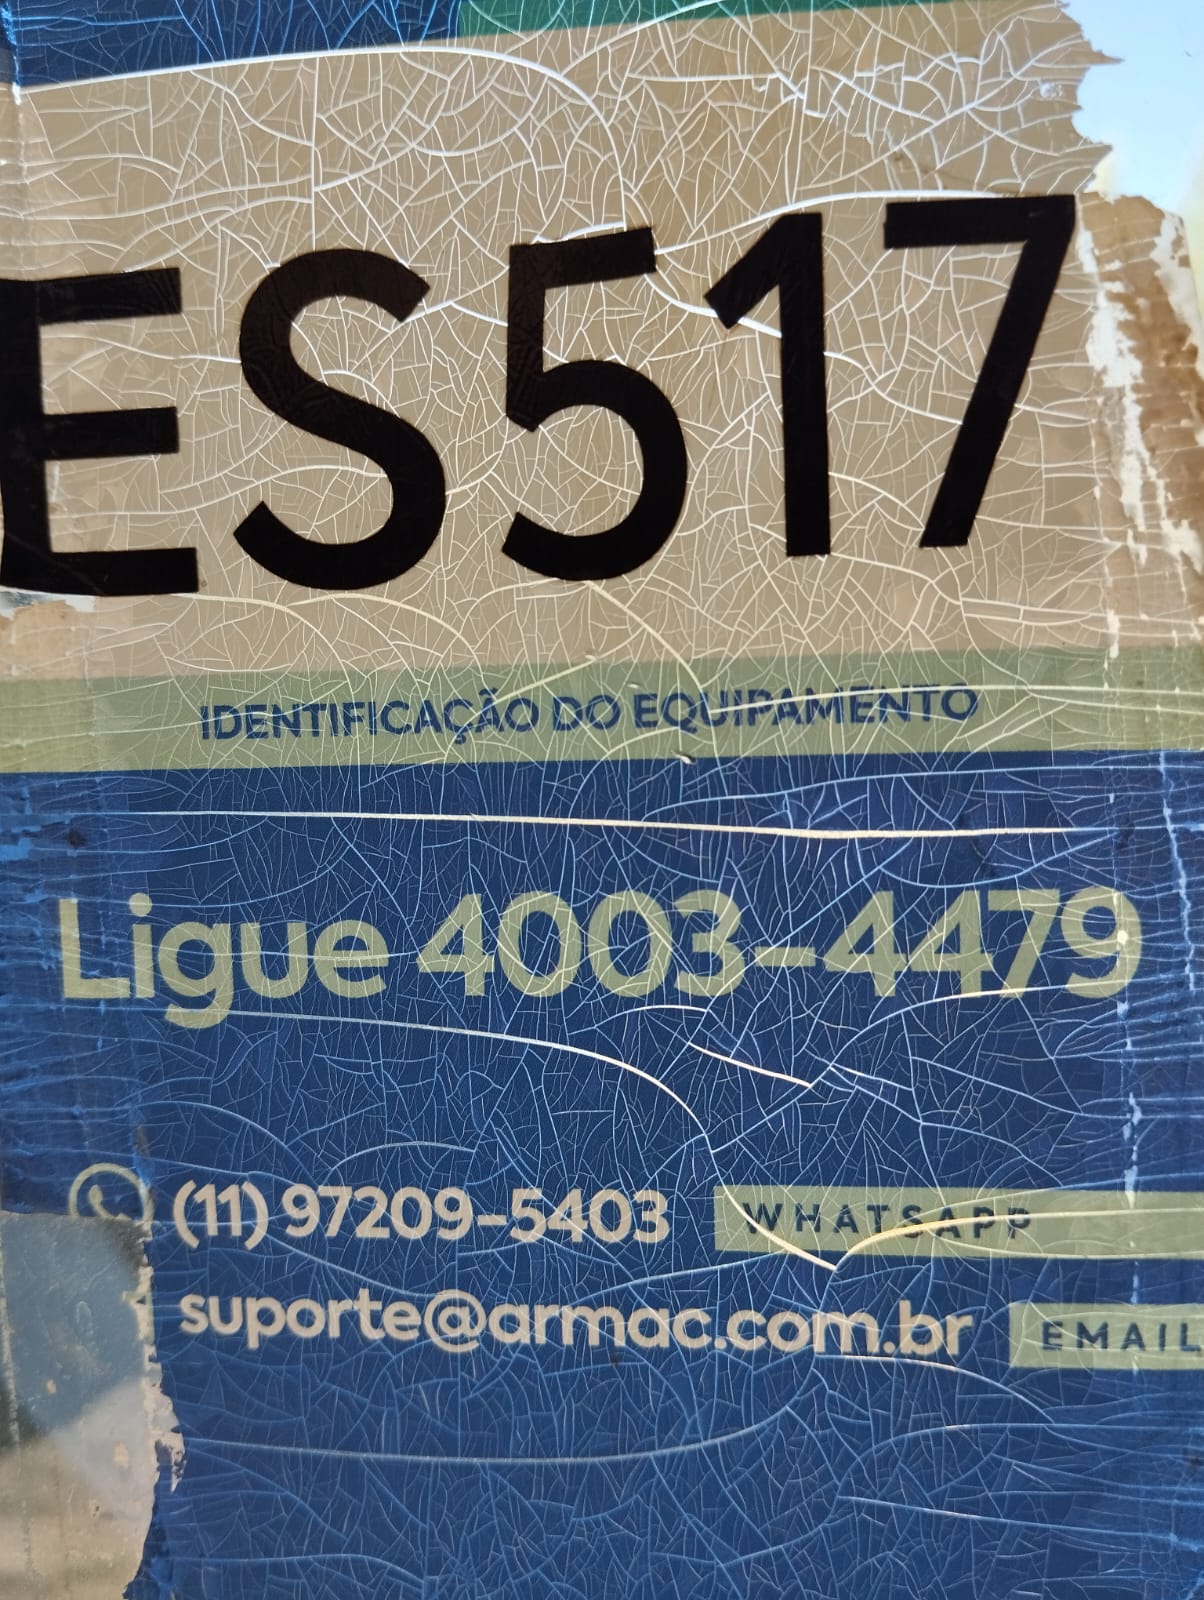 ES517
IDENTIFICAÇÃO DO EQUIPAMENTO
Ligue 4003-4479
(11) 97209-5403 WHATSAPP
suporte@armac.com.br EMAIL